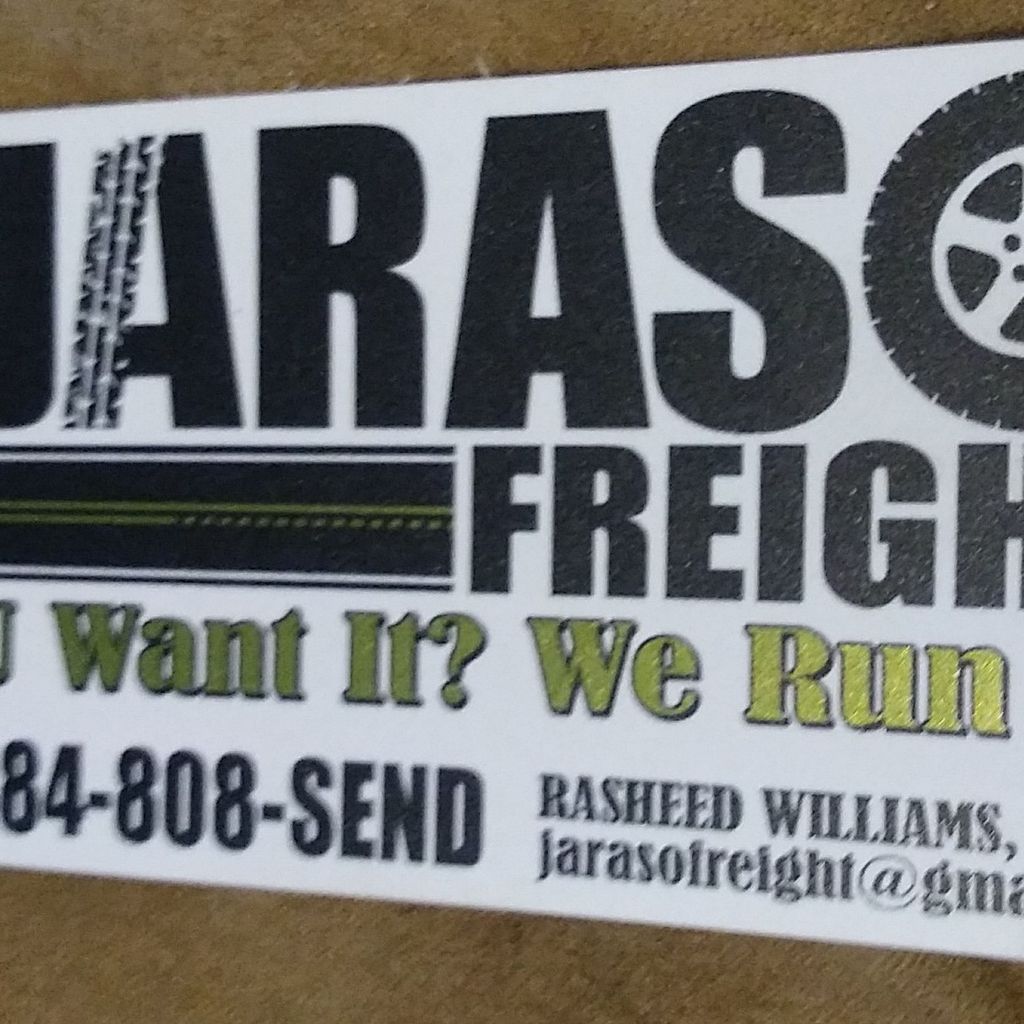 JARASO
FREIGH
U Want It? We Run
84-808-SEND
RASHEED WILLIAMS,
jarasofreight@gma